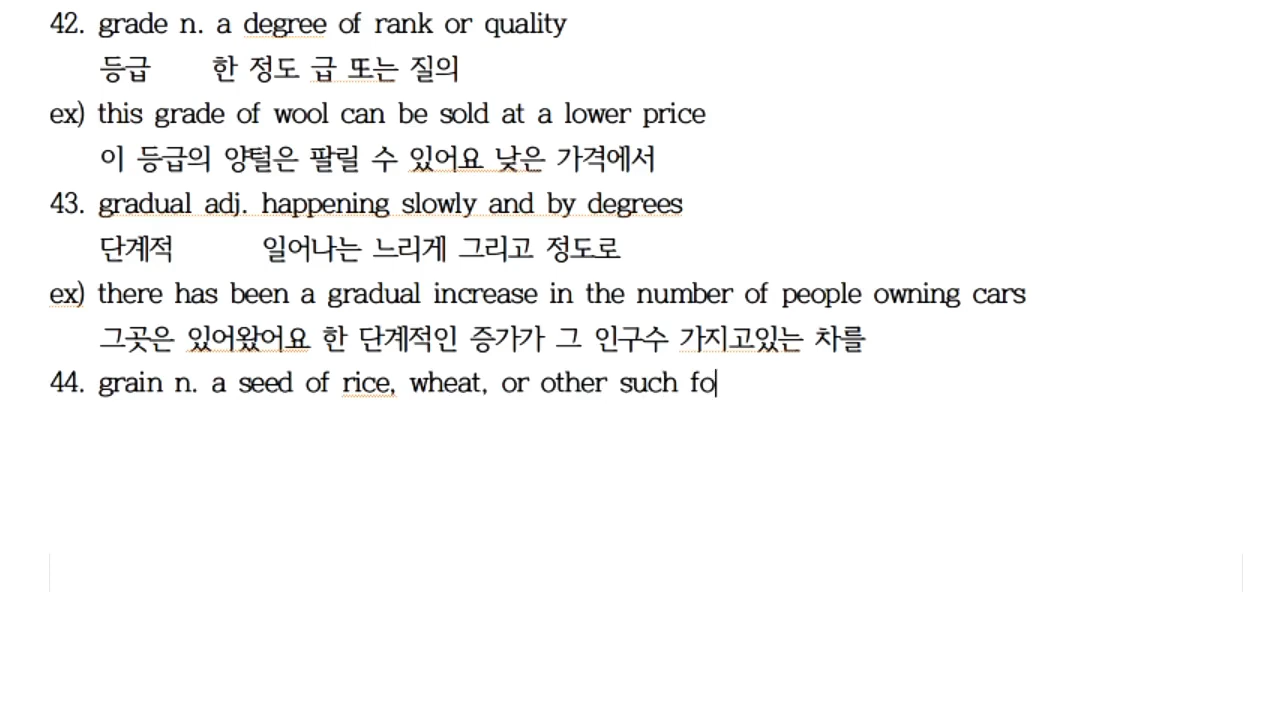 42. grade n. a degree of rank or quality
등급 한 정도 급 또는 질의
ex) this grade of wool can be sold at a lower price
이 등급의 양털은 팔릴 수 있어요 낮은 가격에서
43. gradual adj. happening slowly and by degrees
단계적 일어나는 느리게 그리고 정도로
ex) there has been a gradual increase in the number of people owning cars
그곳은 있어왔어요 한 단계적인 증가가 그 인구수 가지고있는 차를
44. grain n. a seed of rice, wheat, or other such fo